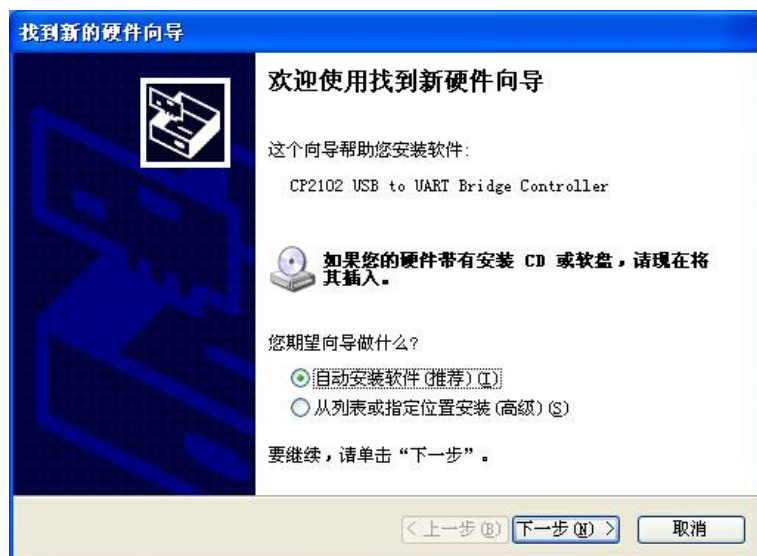 找到新的硬件向导
欢迎使用找到新硬件向导
这个向导帮助您安装软件:
CP2102 USB to UART Bridge Controller
如果您的硬件带有安装 CD 或软盘，请现在将
其插入。
您期望向导做什么?
自动安装软件(推荐)(I)
从列表或指定位置安装(高级)(S)
要继续，请单击“下一步”。
< 上一步(B) 下一步(N) > 取消